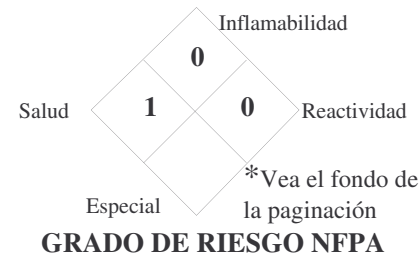 Inflamabilidad
0
Salud 1 0 Reactividad
*Vea el fondo de
Especial la paginación
GRADO DE RIESGO NFPA